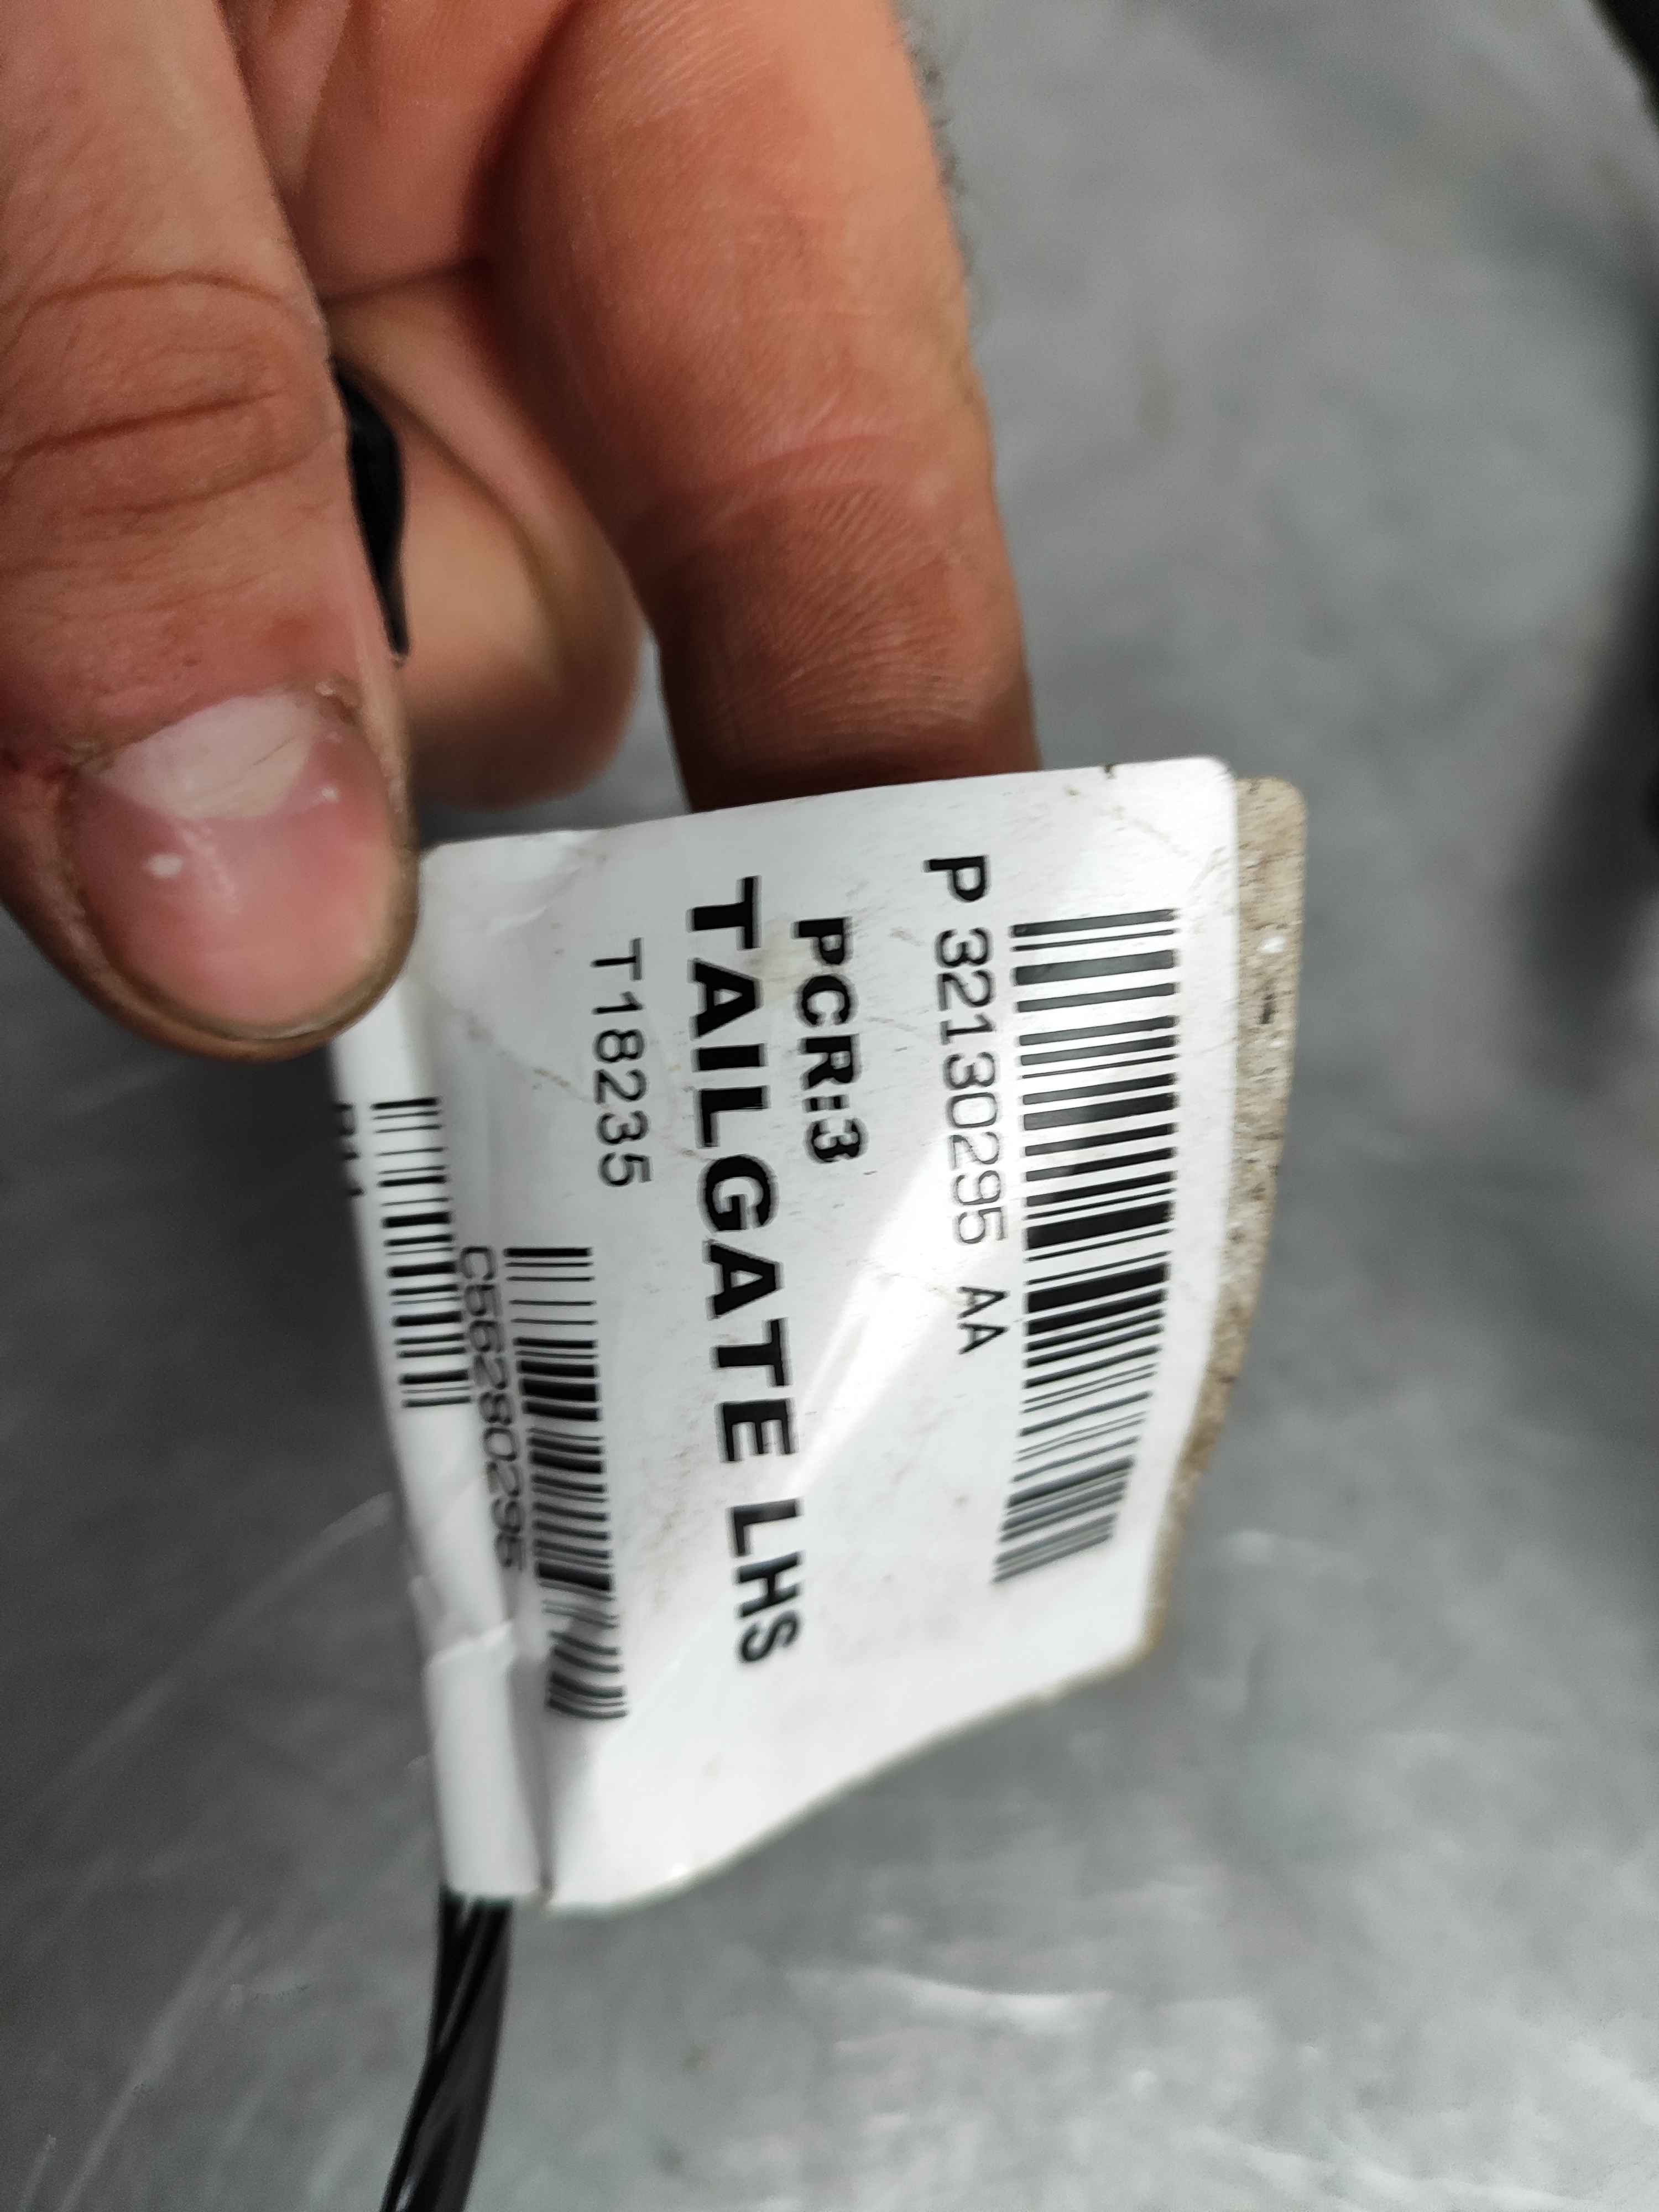 P 32130295 AA
PCR:3
TAILGATE LHS
T18235
C56280295